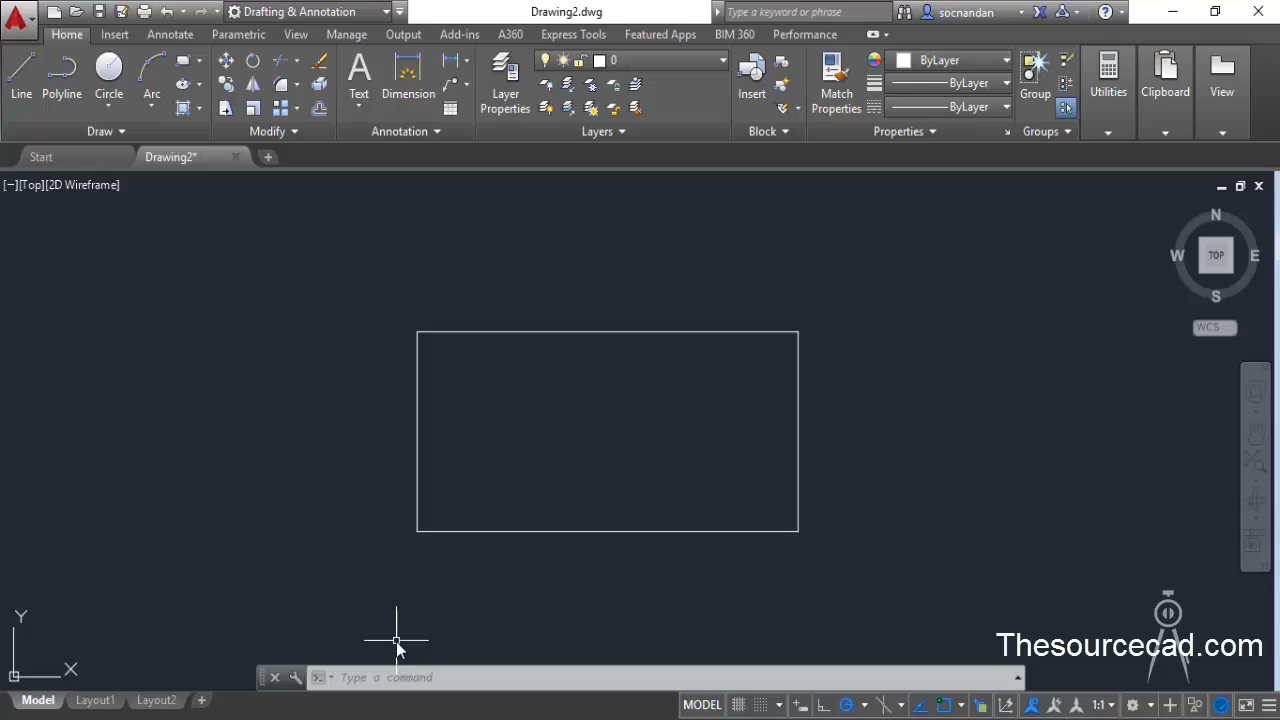 Drafting & Annotation
Drawing2.dwg
Type a keyword or phrase
socnandan
Home Insert Annotate Parametric View Manage Output Add-ins A360 Express Tools Featured Apps BIM 360 Performance
0
ByLayer
ByLayer
ByLayer
Line Polyline Circle Arc Text Dimension Layer Properties Insert Match Properties Group Utilities Clipboard View
Draw Modify Annotation Layers Block Properties Groups
Start Drawing2*
[−][Top][2D Wireframe]
N
W TOP E
S
WCS
Y
X
Thesourcecad.com
Type a command
Model Layout1 Layout2
MODEL 1:1